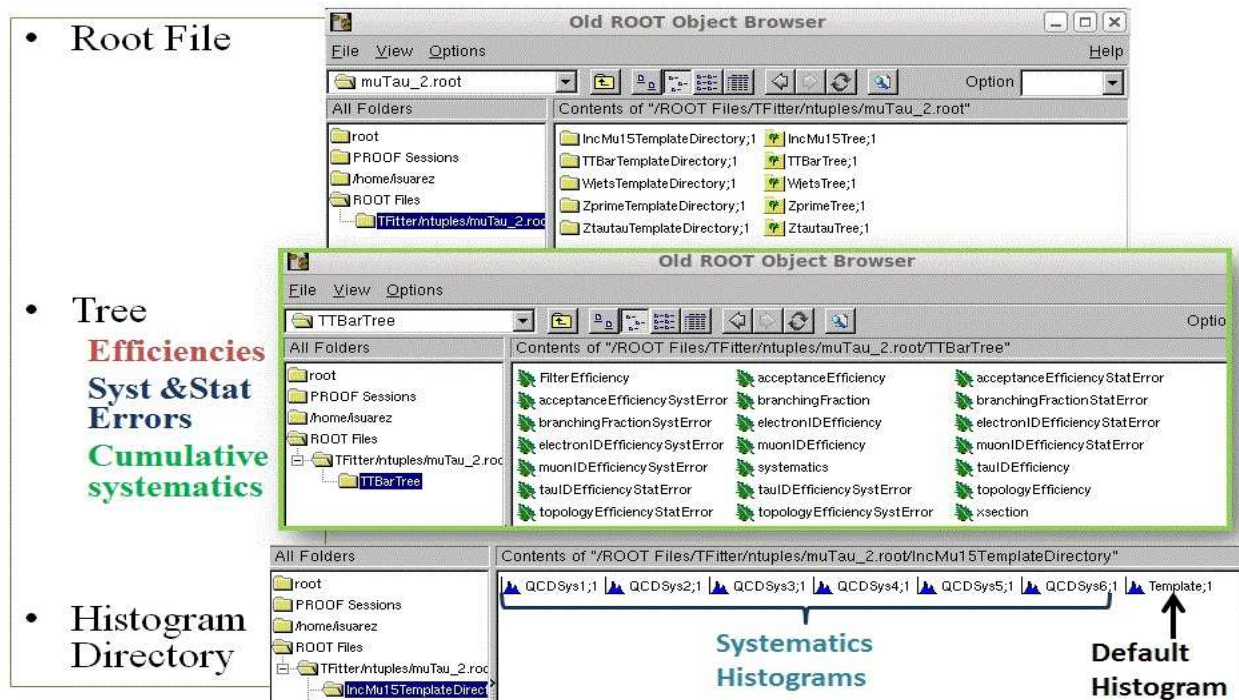 • Root File
Old ROOT Object Browser
File View Options Help
muTau_2.root Option
All Folders
Contents of "/ROOT Files/TFitter/ntuples/muTau_2.root"
root
PROOF Sessions
/home/isuarez
ROOT Files
TFitter/ntuples/muTau_2.roo
IncMu15TemplateDirectory;1 IncMu15Tree;1
TTBarTemplateDirectory;1 TTBarTree;1
WjetsTemplateDirectory;1 WjetsTree;1
ZprimeTemplateDirectory;1 ZprimeTree;1
ZtautauTemplateDirectory;1 ZtautauTree;1
• Tree
Efficiencies
Syst &Stat
Errors
Cumulative
systematics
Old ROOT Object Browser
File View Options
TTBarTree Optio
All Folders
Contents of "/ROOT Files/TFitter/ntuples/muTau_2.root/TTBarTree"
root
PROOF Sessions
/home/isuarez
ROOT Files
TFitter/ntuples/muTau_2.roo
TTBarTree
FilterEfficiency acceptanceEfficiency acceptanceEfficiencyStatError
acceptanceEfficiencySystError branchingFraction branchingFractionStatError
branchingFractionSystError electronIDEfficiency electronIDEfficiencyStatError
electronIDEfficiencySystError muonIDEfficiency muonIDEfficiencyStatError
muonIDEfficiencySystError systematics tauIDEfficiency
tauIDEfficiencyStatError tauIDEfficiencySystError topologyEfficiency
topologyEfficiencyStatError topologyEfficiencySystError xsection
• Histogram
Directory
All Folders
Contents of "/ROOT Files/TFitter/ntuples/muTau_2.root/IncMu15TemplateDirectory"
root
PROOF Sessions
/home/isuarez
ROOT Files
TFitter/ntuples/muTau_2.roo
IncMu15TemplateDirect
QCDSys1;1 QCDSys2;1 QCDSys3;1 QCDSys4;1 QCDSys5;1 QCDSys6;1 Template;1
Systematics
Histograms
Default
Histogram